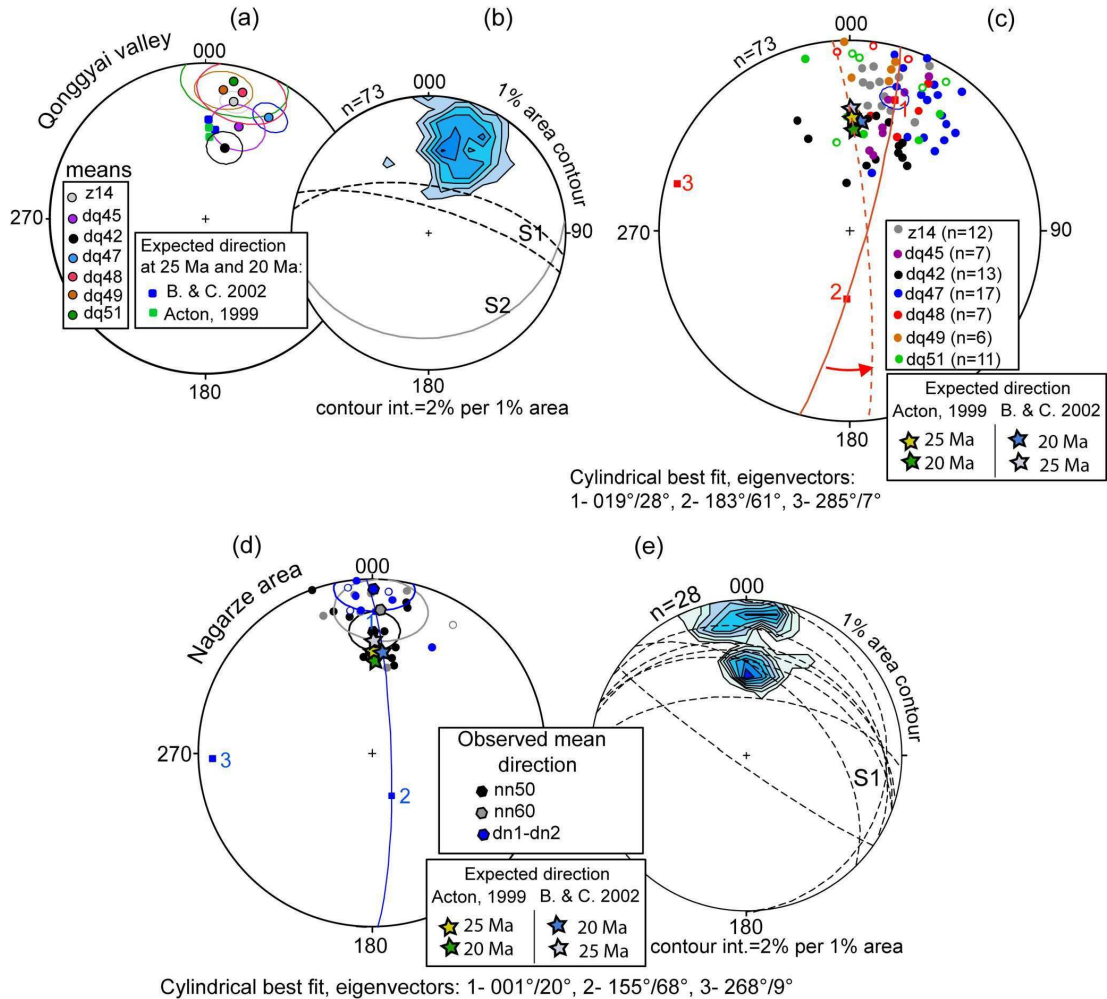 (a)
Qonggyai valley
000
270
180
means
z14
dq45
dq42
dq47
dq48
dq49
dq51
Expected direction
at 25 Ma and 20 Ma:
B. & C. 2002
Acton, 1999
(b)
n=73
000
1% area contour
S1
90
S2
180
contour int.=2% per 1% area
(c)
n=73
000
1
3
270
90
2
180
z14 (n=12)
dq45 (n=7)
dq42 (n=13)
dq47 (n=17)
dq48 (n=7)
dq49 (n=6)
dq51 (n=11)
Expected direction
Acton, 1999 B. & C. 2002
25 Ma 20 Ma
20 Ma 25 Ma
Cylindrical best fit, eigenvectors:
1- 019°/28°, 2- 183°/61°, 3- 285°/7°
(d)
Nagarze area
000
1
270
3
2
180
Observed mean
direction
nn50
nn60
dn1-dn2
Expected direction
Acton, 1999 B. & C. 2002
25 Ma 20 Ma
20 Ma 25 Ma
(e)
n=28
000
1% area contour
S1
180
contour int.=2% per 1% area
Cylindrical best fit, eigenvectors: 1- 001°/20°, 2- 155°/68°, 3- 268°/9°